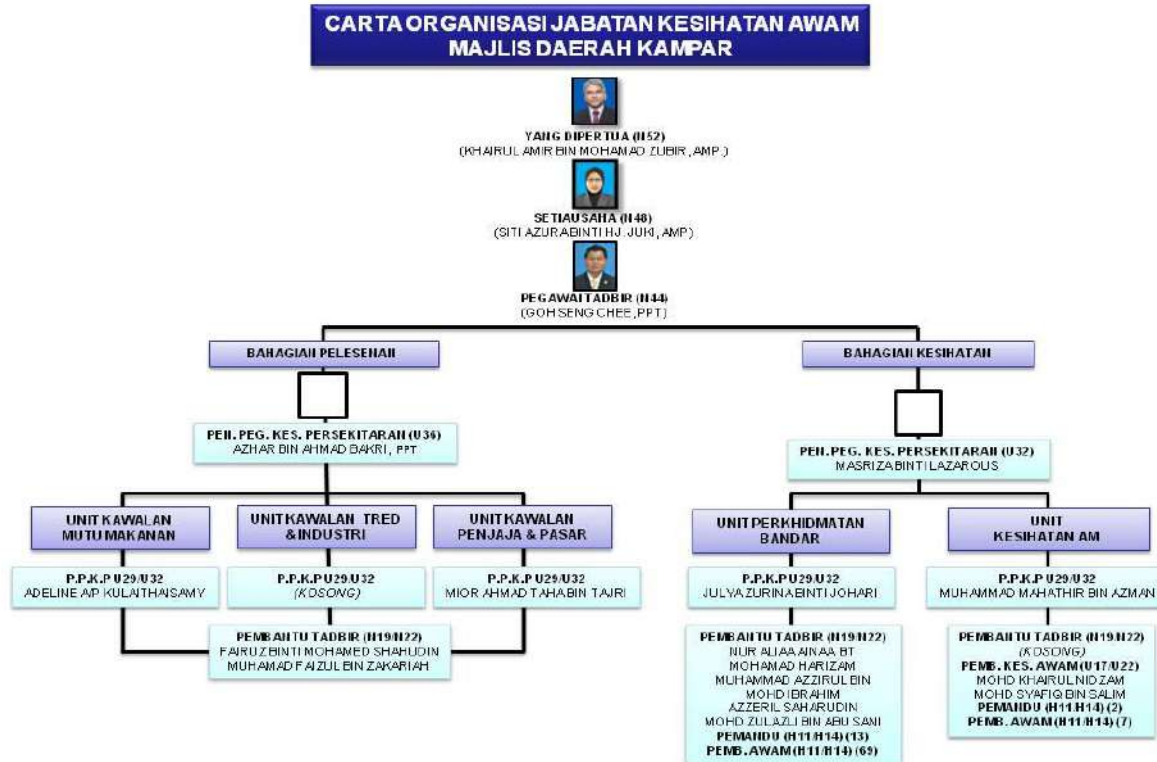 CARTA ORGANISASI JABATAN KESIHATAN AWAM
MAJLIS DAERAH KAMPAR
YANG DIPERTUA (N52)
(KHAIRUL AMIR BIN MOHAMAD ZUBIR, AMP.)
SETIAUSAHA (N48)
(SITI AZURA BINTI HJ. JUKI, AMP)
PEGAWAI TADBIR (N44)
(GOH SENG CHEE, PPT)
BAHAGIAN PELESENAN
PEN. PEG. KES. PERSEKITARAN (U36)
AZHAR BIN AHMAD BAKRI, PPT
UNIT KAWALAN
MUTU MAKANAN
P.P.K.P U29/U32
ADELINE A/P KULAITHAISAMY
UNIT KAWALAN TRED
& INDUSTRI
P.P.K.P U29/U32
(KOSONG)
UNIT KAWALAN
PENJAJA & PASAR
P.P.K.P U29/U32
MIOR AHMAD TAHA BIN TAJRI
PEMBANTU TADBIR (N19/N22)
FAIRUZ BINTI MOHAMED SHAHUDIN
MUHAMAD FAIZUL BIN ZAKARIAH
BAHAGIAN KESIHATAN
PEN. PEG. KES. PERSEKITARAN (U32)
MASRIZA BINTI LAZAROUS
UNIT PERKHIDMATAN
BANDAR
P.P.K.P U29/U32
JULYA ZURINA BINTI JOHARI
PEMBANTU TADBIR (N19/N22)
NUR ALIAA AINAA BT
MOHAMAD HARIZAM
MUHAMMAD AZZIRUL BIN
MOHD IBRAHIM
AZZERIL SAHARUDIN
MOHD ZULAZLI BIN ABU SANI
PEMANDU (H11/H14) (13)
PEMB. AWAM (H11/H14) (69)
UNIT
KESIHATAN AM
P.P.K.P U29/U32
MUHAMMAD MAHATHIR BIN AZMAN
PEMBANTU TADBIR (N19/N22)
(KOSONG)
PEMB. KES. AWAM (U17/U22)
MOHD KHAIRUL NIDZAM
MOHD SYAFIQ BIN SALIM
PEMANDU (H11/H14) (2)
PEMB. AWAM (H11/H14) (7)